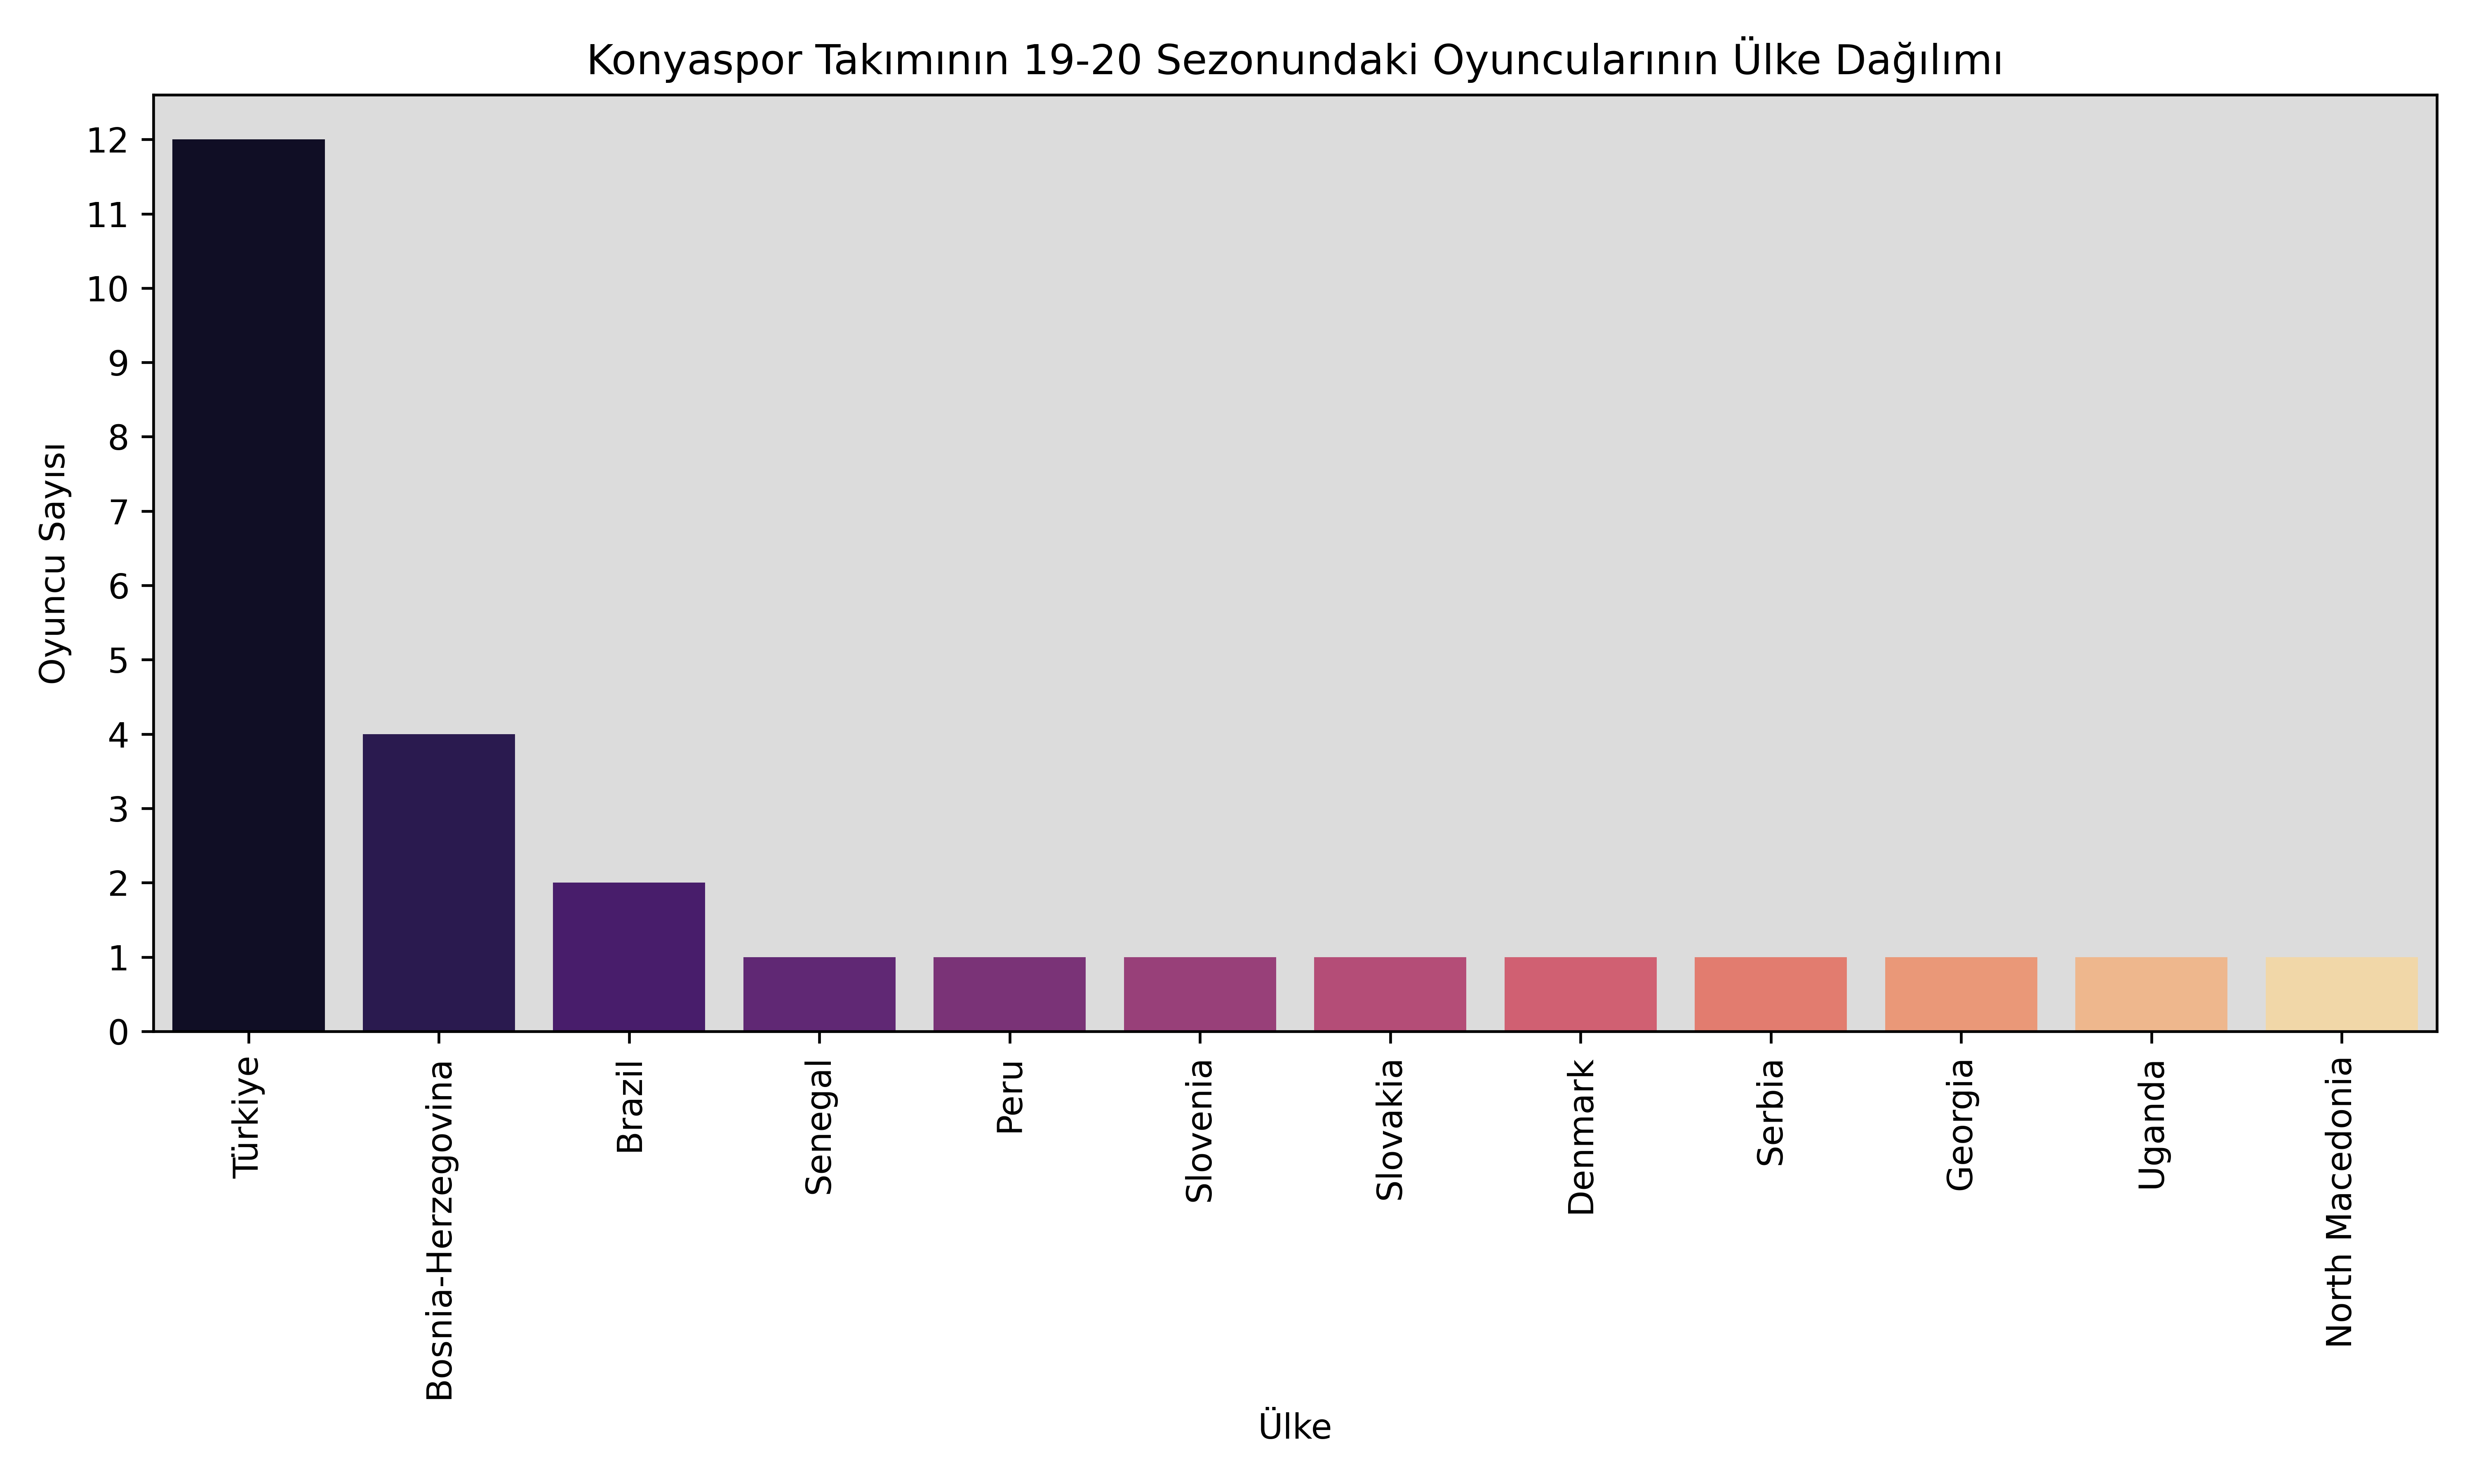 Konyaspor Takımının 19-20 Sezonundaki Oyuncularının Ülke Dağılımı
Oyuncu Sayısı
12
11
10
9
8
7
6
5
4
3
2
1
0
Türkiye
Bosnia-Herzegovina
Brazil
Senegal
Peru
Slovenia
Slovakia
Denmark
Serbia
Georgia
Uganda
North Macedonia
Ülke